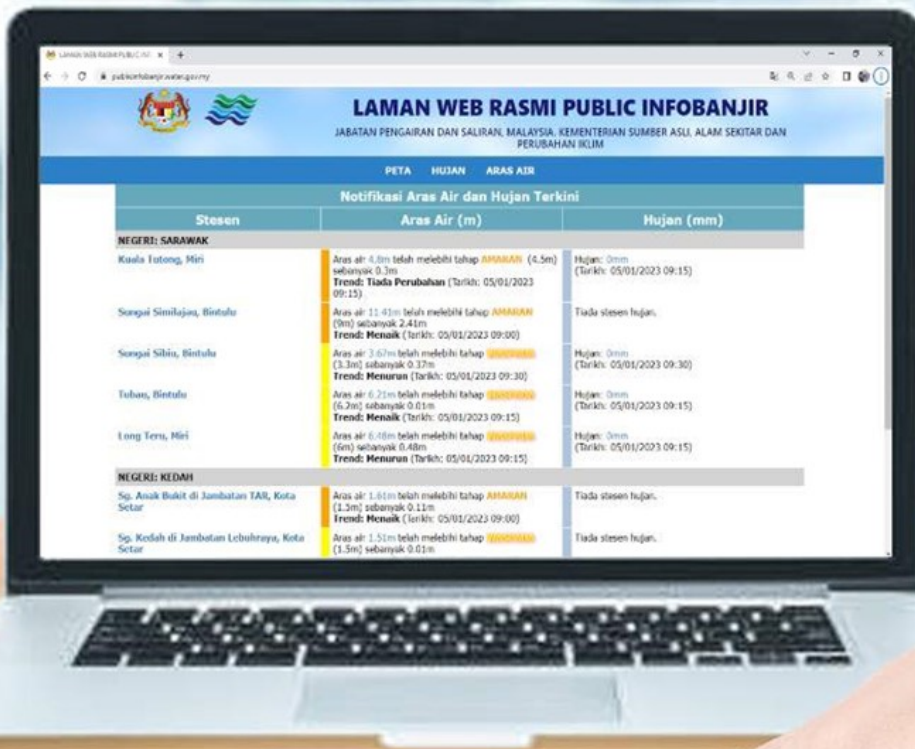 LAMAN WEB RASMI PUBLIC INF
publicinfobanjir.water.gov.my
LAMAN WEB RASMI PUBLIC INFOBANJIR
JABATAN PENGAIRAN DAN SALIRAN, MALAYSIA. KEMENTERIAN SUMBER ASLI, ALAM SEKITAR DAN
PERUBAHAN IKLIM
PETA HUJAN ARAS AIR
Notifikasi Aras Air dan Hujan Terkini
Stesen Aras Air (m) Hujan (mm)
NEGERI: SARAWAK
Kuala Tutong, Miri
Aras air 4.8m telah melebihi tahap AMARAN (4.5m)
sebanyak 0.3m
Trend: Tiada Perubahan (Tarikh: 05/01/2023
09:15)
Hujan: 0mm
(Tarikh: 05/01/2023 09:15)
Sungai Similajau, Bintulu
Aras air 11.41m telah melebihi tahap AMARAN
(9m) sebanyak 2.41m
Trend: Menaik (Tarikh: 05/01/2023 09:00)
Tiada stesen hujan.
Sungai Sibiu, Bintulu
Aras air 3.67m telah melebihi tahap
(3.3m) sebanyak 0.37m
Trend: Menurun (Tarikh: 05/01/2023 09:30)
Hujan: 0mm
(Tarikh: 05/01/2023 09:30)
Tubau, Bintulu
Aras air 6.21m telah melebihi tahap
(6.2m) sebanyak 0.01m
Trend: Menaik (Tarikh: 05/01/2023 09:15)
Hujan: 0mm
(Tarikh: 05/01/2023 09:15)
Long Teru, Miri
Aras air 6.48m telah melebihi tahap
(6m) sebanyak 0.48m
Trend: Menurun (Tarikh: 05/01/2023 09:15)
Hujan: 0mm
(Tarikh: 05/01/2023 09:15)
NEGERI: KEDAH
Sg. Anak Bukit di Jambatan TAR, Kota
Setar
Aras air 1.61m telah melebihi tahap AMARAN
(1.5m) sebanyak 0.11m
Trend: Menaik (Tarikh: 05/01/2023 09:00)
Tiada stesen hujan.
Sg. Kedah di Jambatan Lebuhraya, Kota
Setar
Aras air 1.51m telah melebihi tahap
(1.5m) sebanyak 0.01m
Tiada stesen hujan.